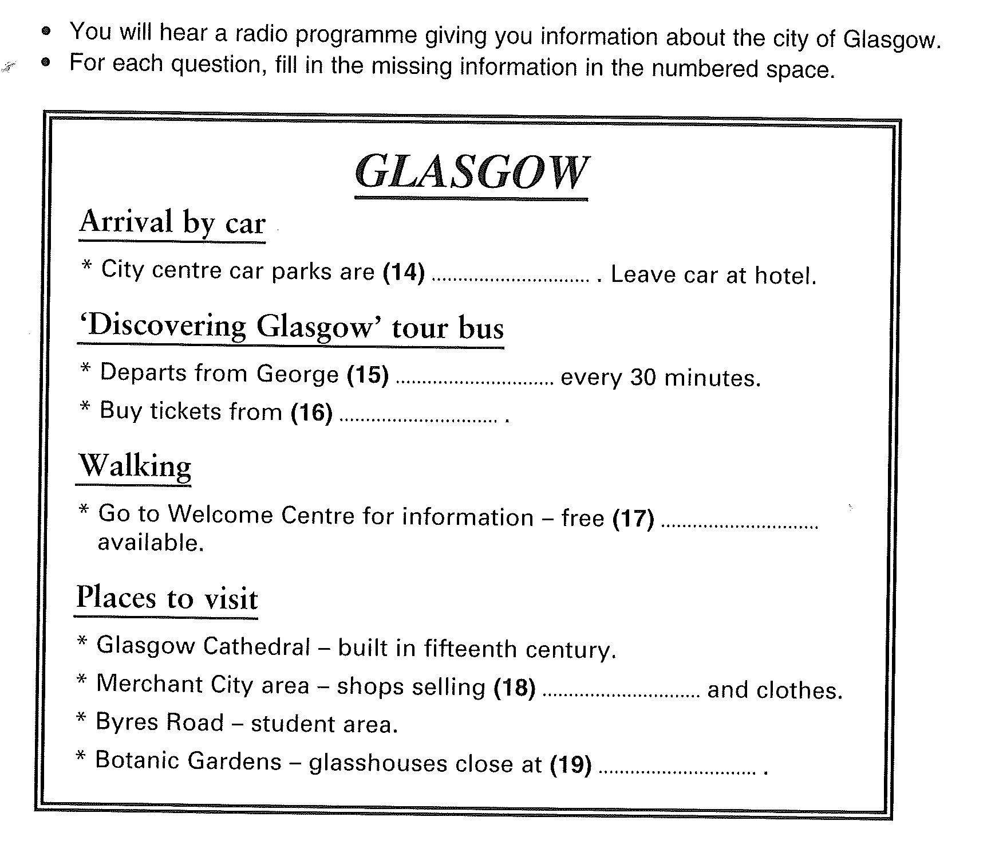 • You will hear a radio programme giving you information about the city of Glasgow.
• For each question, fill in the missing information in the numbered space.
GLASGOW
Arrival by car
* City centre car parks are (14) .............................. . Leave car at hotel.
‘Discovering Glasgow’ tour bus
* Departs from George (15) .............................. every 30 minutes.
* Buy tickets from (16) .............................. .
Walking
* Go to Welcome Centre for information – free (17) ..............................
available.
Places to visit
* Glasgow Cathedral – built in fifteenth century.
* Merchant City area – shops selling (18) .............................. and clothes.
* Byres Road – student area.
* Botanic Gardens – glasshouses close at (19) .............................. .